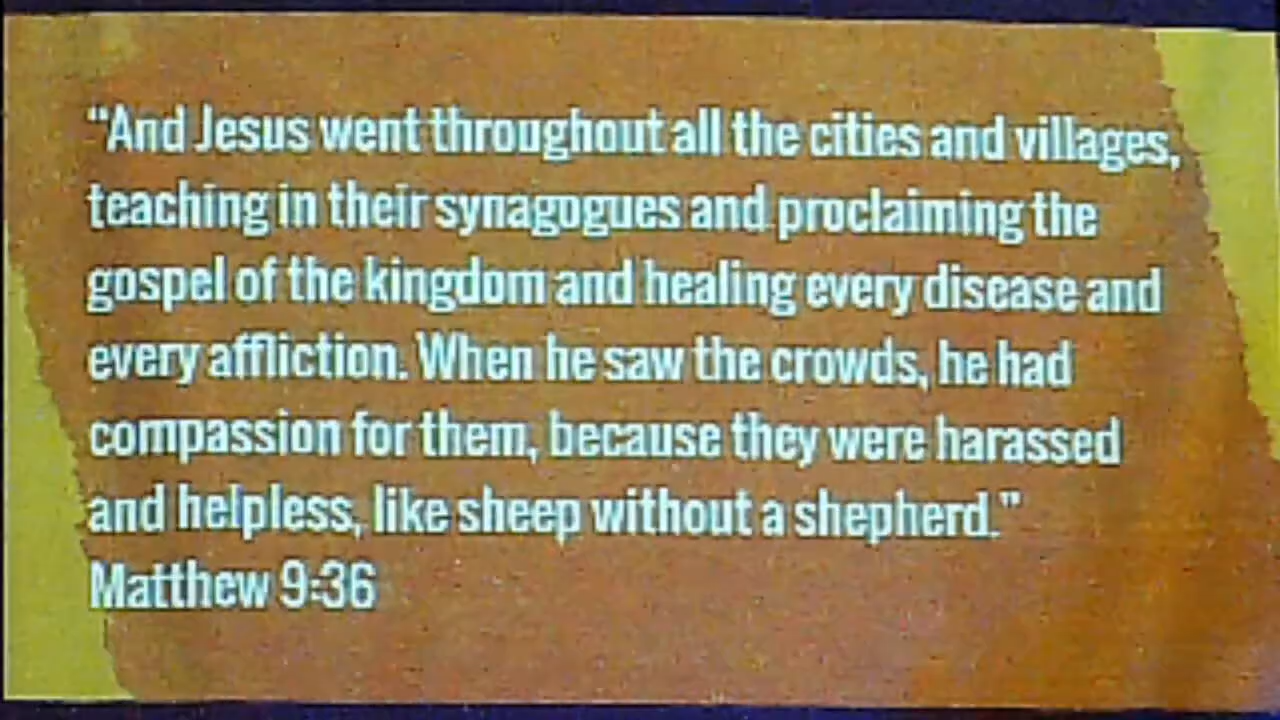 “And Jesus went throughout all the cities and villages,
teaching in their synagogues and proclaiming the
gospel of the kingdom and healing every disease and
every affliction. When he saw the crowds, he had
compassion for them, because they were harassed
and helpless, like sheep without a shepherd.”
Matthew 9:36